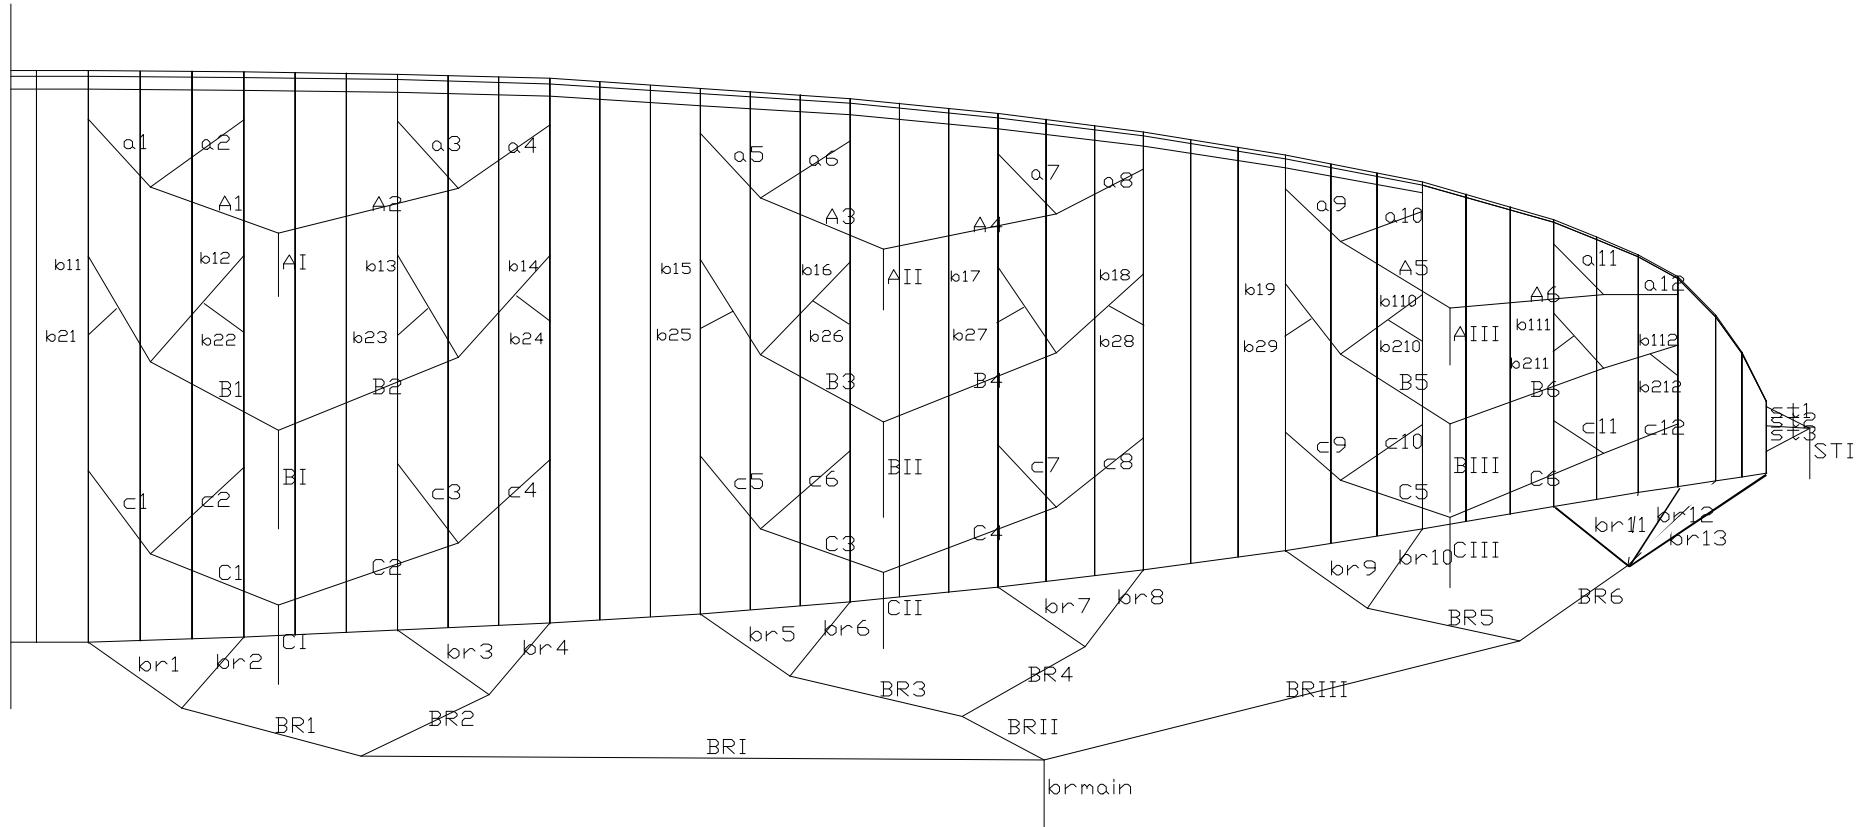 a1 a2 a3 a4 a5 a6 a7 a8 a9 a10 a11 a12
A1 A2 A3 A4 A5 A6
AI AII AIII
b11 b12 b13 b14 b15 b16 b17 b18 b19 b110 b111 b112
b21 b22 b23 b24 b25 b26 b27 b28 b29 b210 b211 b212
B1 B2 B3 B4 B5 B6
BI BII BIII
c1 c2 c3 c4 c5 c6 c7 c8 c9 c10 c11 c12
C1 C2 C3 C4 C5 C6
CI CII CIII
st1
st2
st3
STI
br1 br2 br3 br4 br5 br6 br7 br8 br9 br10 br11 br12 br13
BR1 BR2 BR3 BR4 BR5 BR6
BRI BRII BRIII
brmain